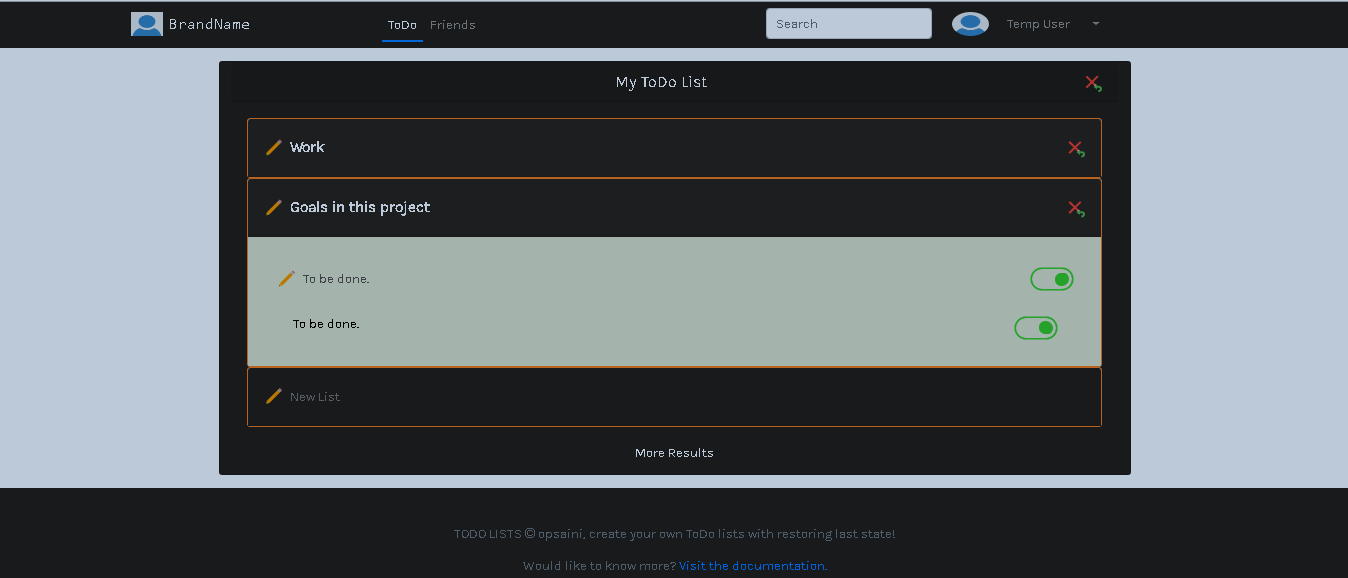 BrandName ToDo Friends Search Temp User
My ToDo List
Work
Goals in this project
To be done.
To be done.
New List
More Results
TODO LISTS © opsaini, create your own ToDo lists with restoring last state!
Would like to know more? Visit the documentation.